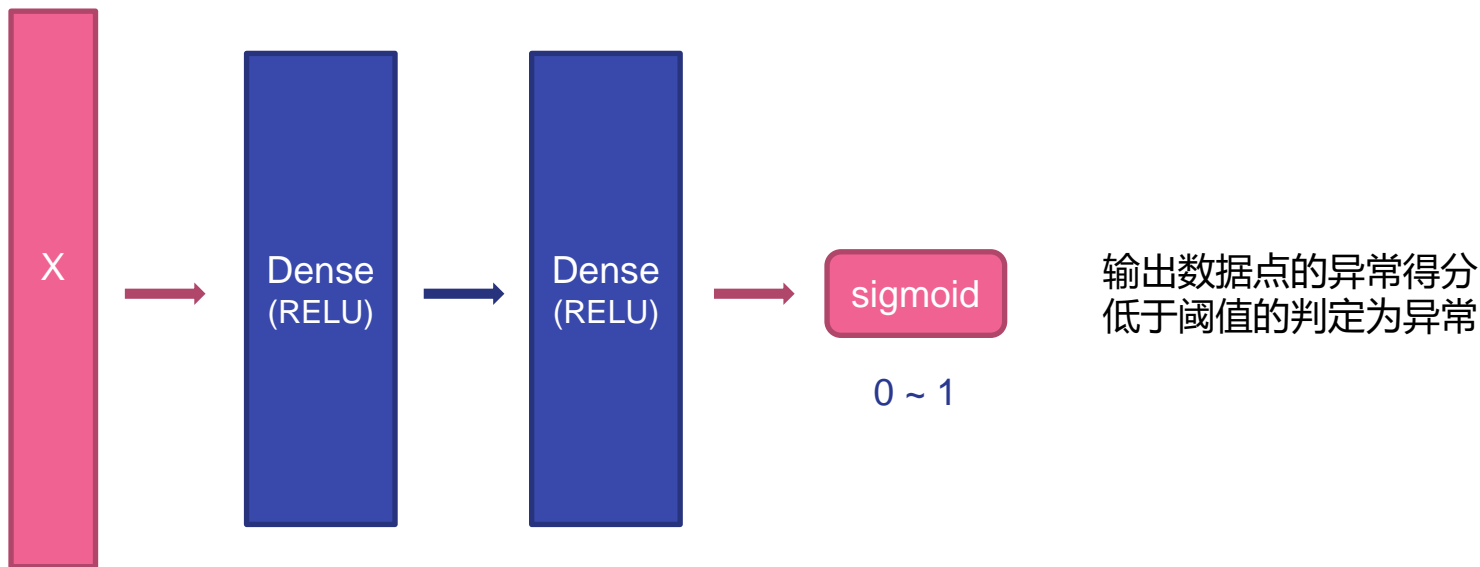 X
Dense
(RELU)
Dense
(RELU)
sigmoid
0 ~ 1
输出数据点的异常得分
低于阈值的判定为异常